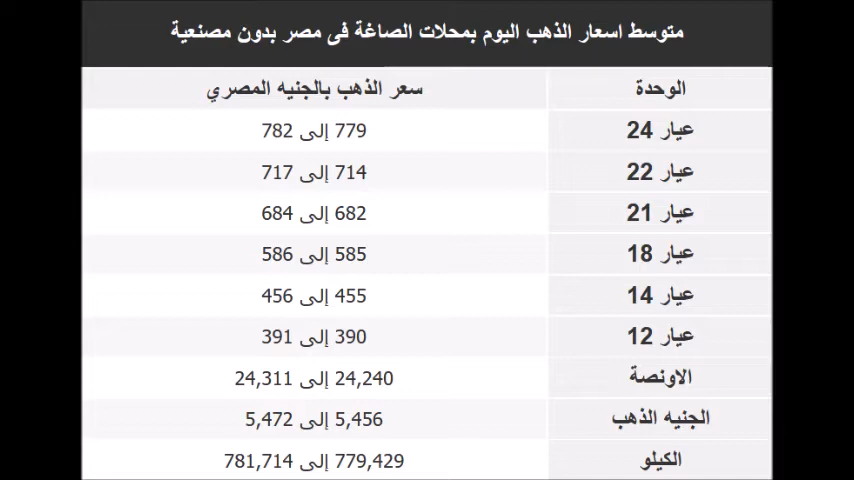 متوسط اسعار الذهب اليوم بمحلات الصاغة فى مصر بدون مصنعية
الوحدة سعر الذهب بالجنيه المصري
عيار 24 779 إلى 782
عيار 22 714 إلى 717
عيار 21 682 إلى 684
عيار 18 585 إلى 586
عيار 14 455 إلى 456
عيار 12 390 إلى 391
الاونصة 24,240 إلى 24,311
الجنيه الذهب 5,456 إلى 5,472
الكيلو 779,429 إلى 781,714